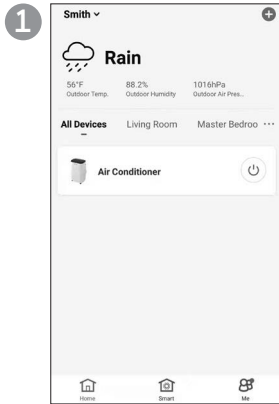 1
Smith
Rain
56°F 88.2% 1016hPa
Outdoor Temp. Outdoor Humidity Outdoor Air Pres...
All Devices Living Room Master Bedroo ...
Air Conditioner
Home Smart Me